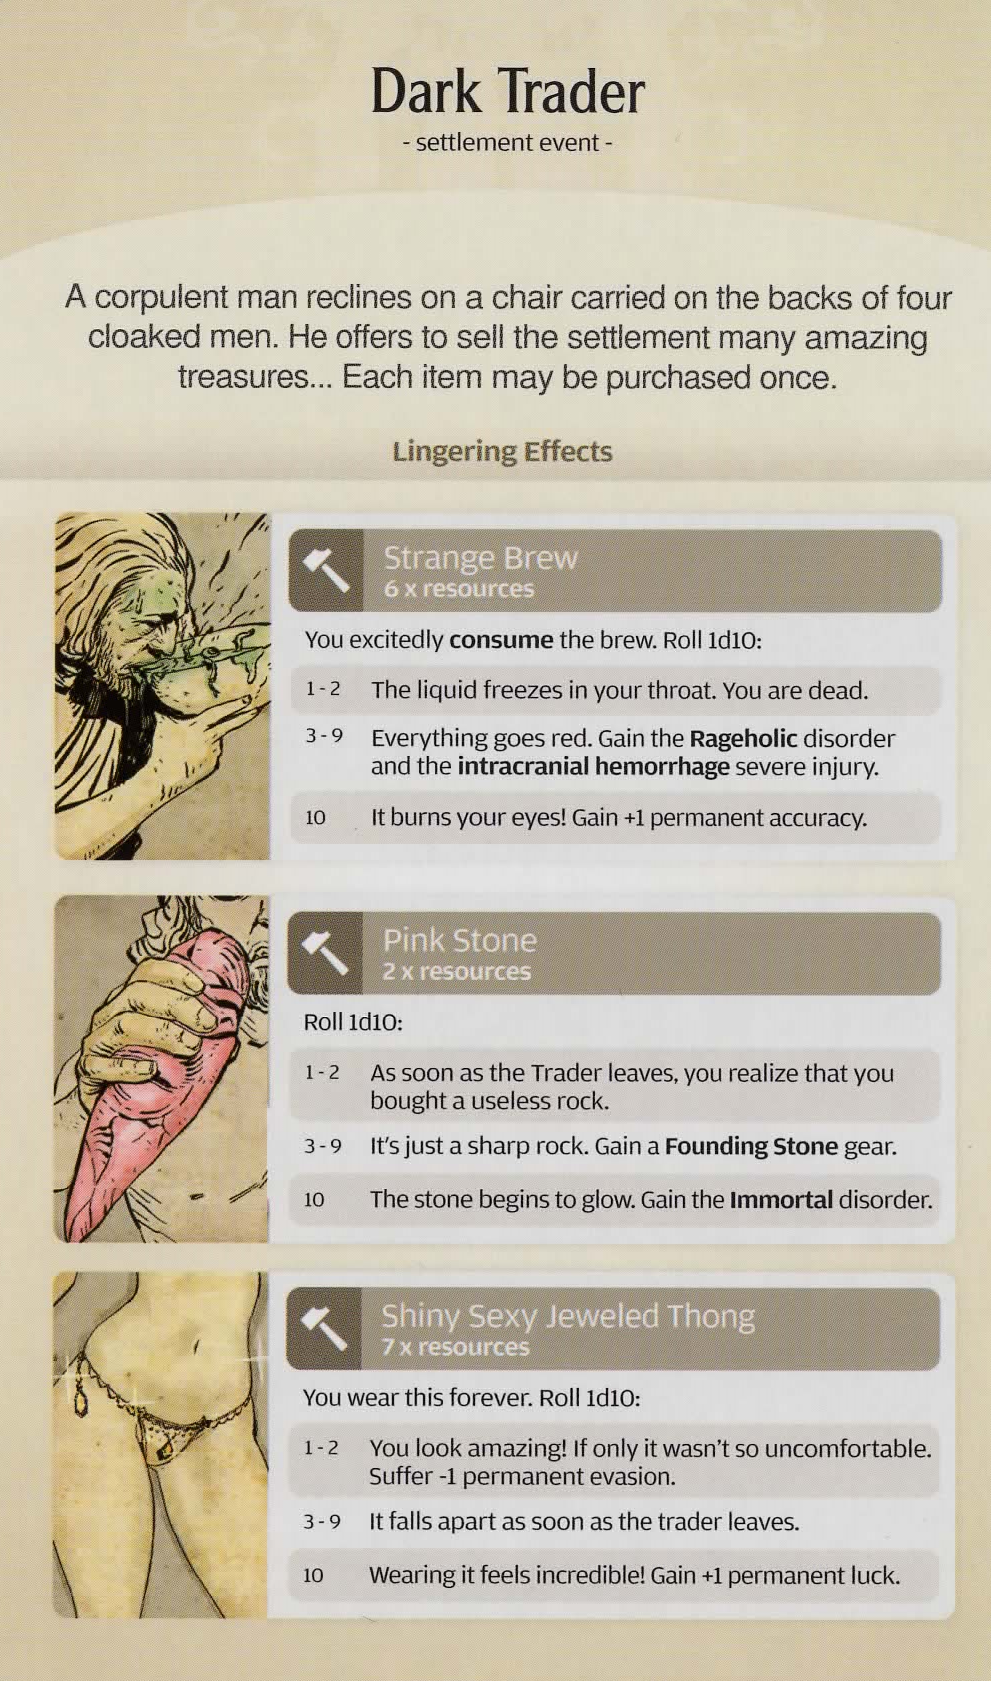 Dark Trader
- settlement event -
A corpulent man reclines on a chair carried on the backs of four
cloaked men. He offers to sell the settlement many amazing
treasures... Each item may be purchased once.
Lingering Effects
Strange Brew
6 x resources
You excitedly consume the brew. Roll 1d10:
1 - 2 The liquid freezes in your throat. You are dead.
3 - 9 Everything goes red. Gain the Rageholic disorder
and the intracranial hemorrhage severe injury.
10 It burns your eyes! Gain +1 permanent accuracy.
Pink Stone
2 x resources
Roll 1d10:
1 - 2 As soon as the Trader leaves, you realize that you
bought a useless rock.
3 - 9 It's just a sharp rock. Gain a Founding Stone gear.
10 The stone begins to glow. Gain the Immortal disorder.
Shiny Sexy Jeweled Thong
7 x resources
You wear this forever. Roll 1d10:
1 - 2 You look amazing! If only it wasn't so uncomfortable.
Suffer -1 permanent evasion.
3 - 9 It falls apart as soon as the trader leaves.
10 Wearing it feels incredible! Gain +1 permanent luck.